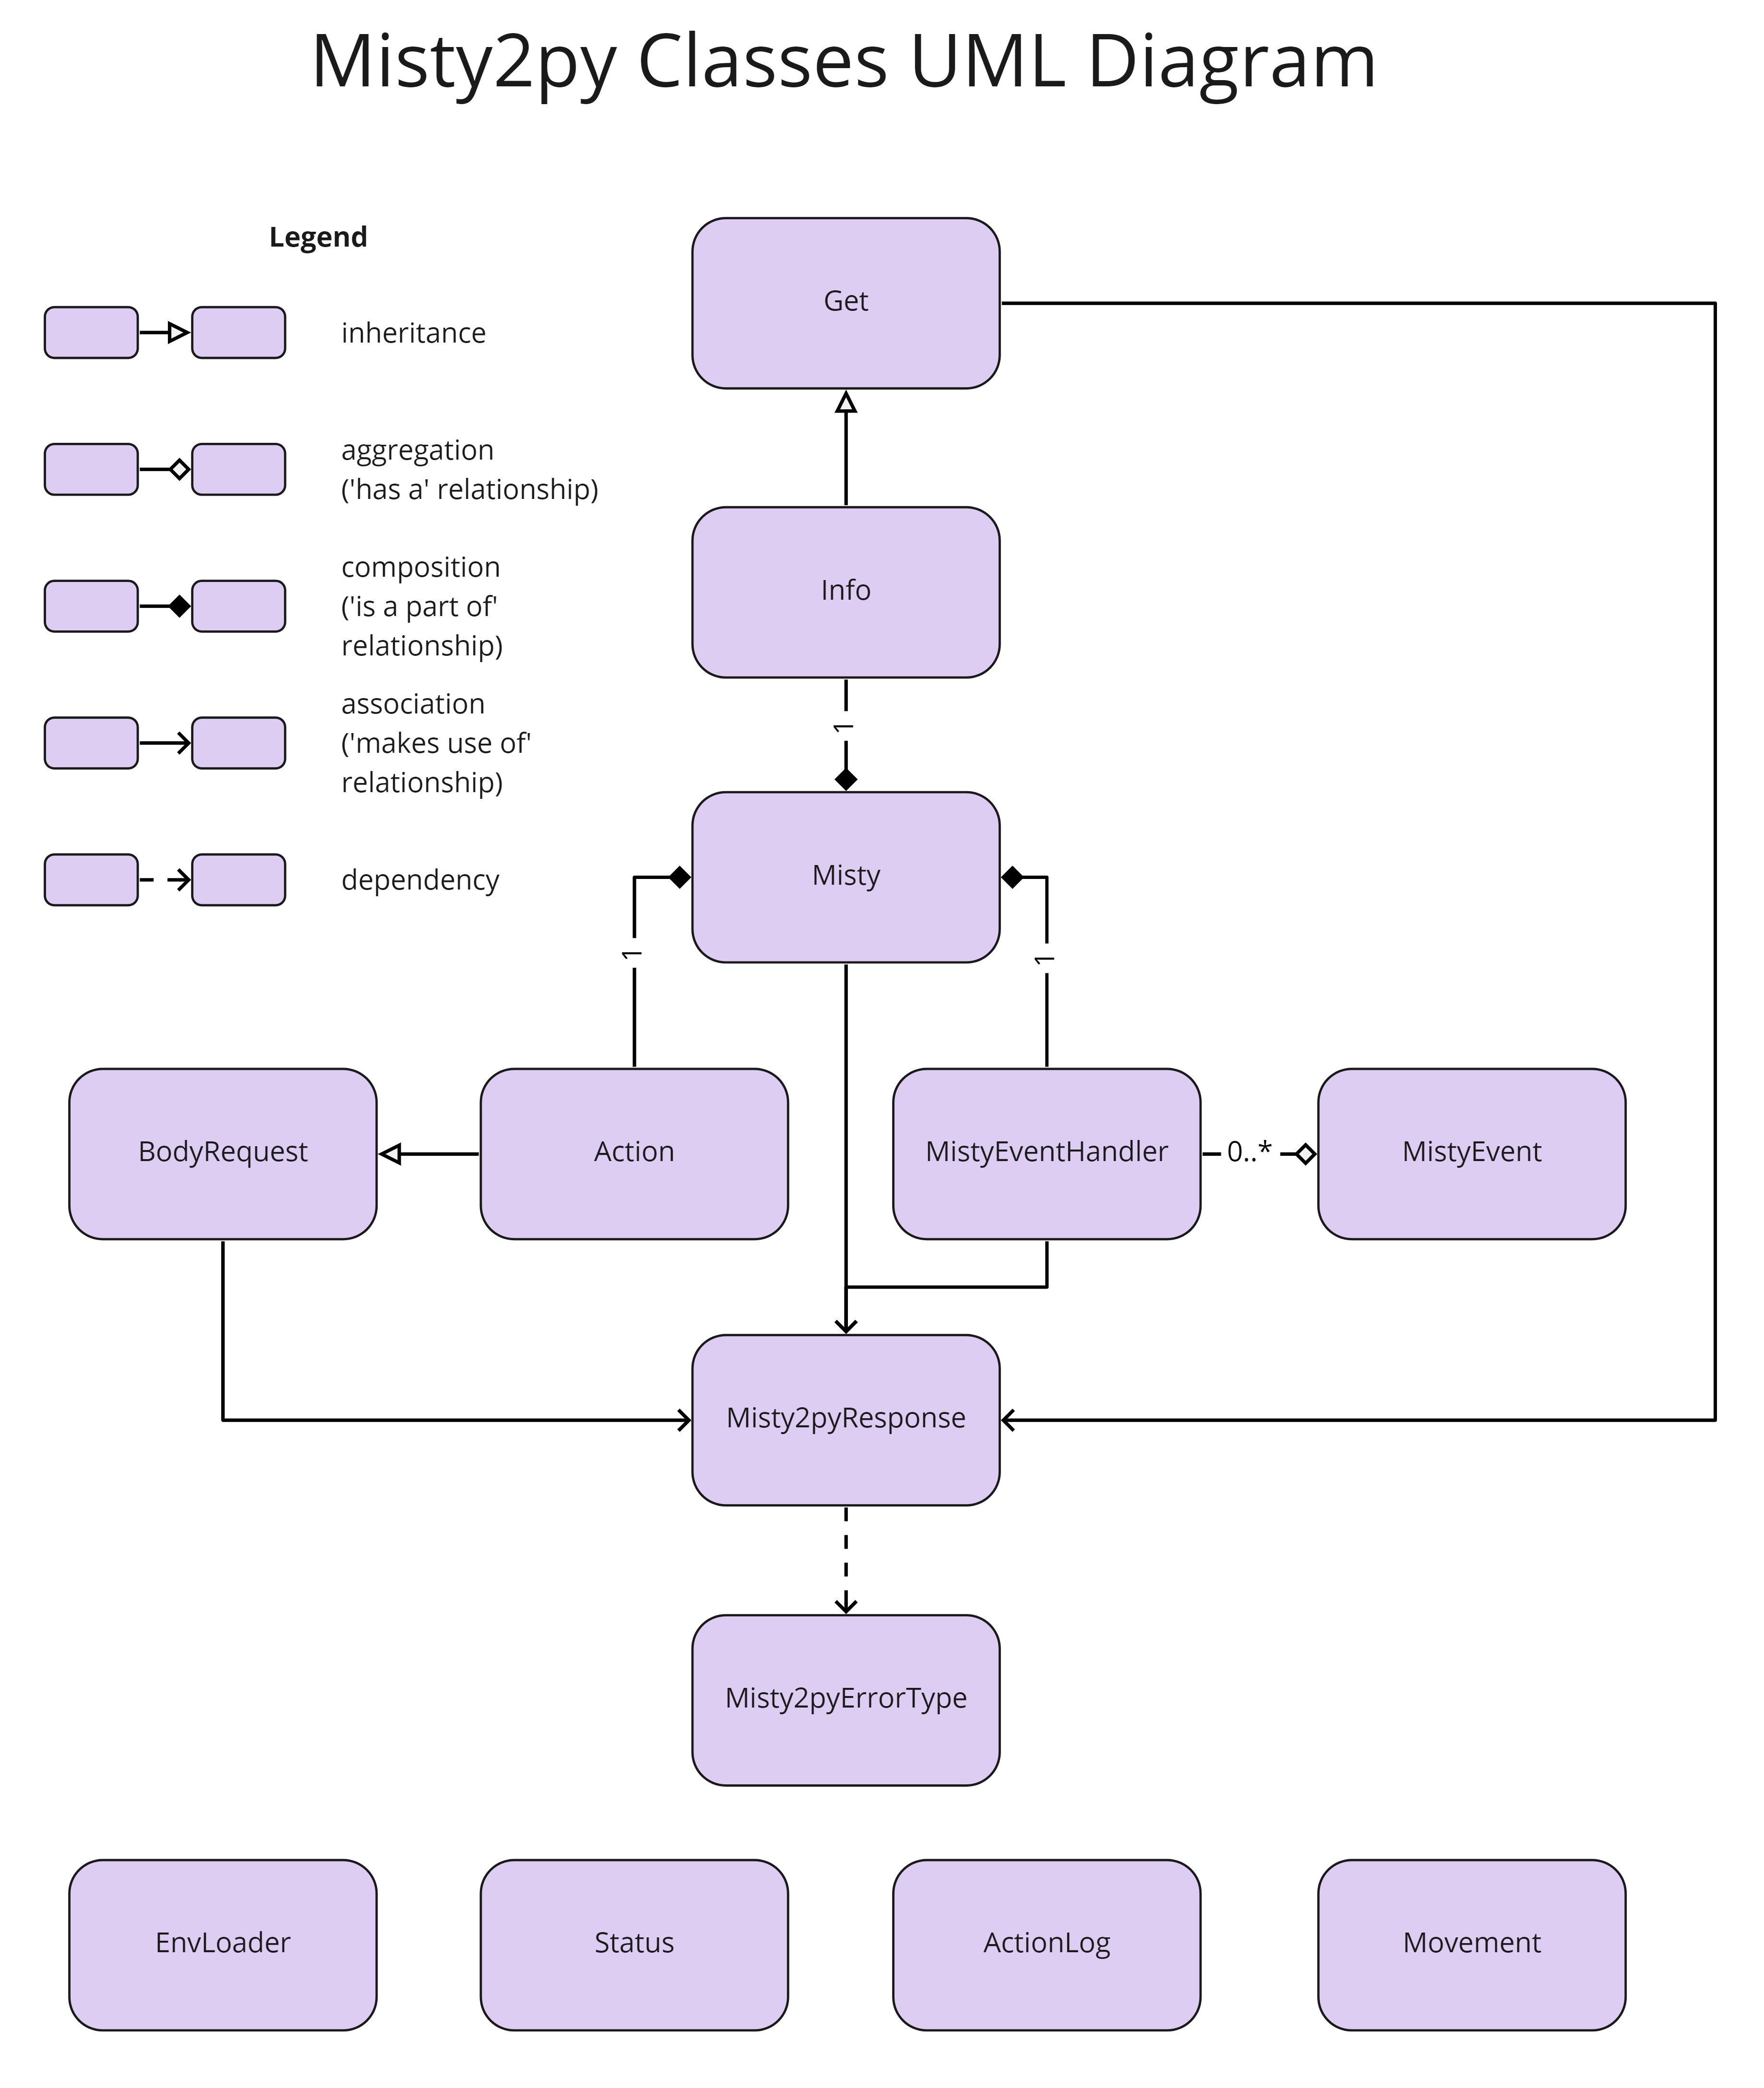 Misty2py Classes UML Diagram
Legend
inheritance
aggregation
('has a' relationship)
composition
('is a part of'
relationship)
association
('makes use of'
relationship)
dependency
Get
Info
1
Misty
1
1
BodyRequest
Action
MistyEventHandler
0..*
MistyEvent
Misty2pyResponse
Misty2pyErrorType
EnvLoader
Status
ActionLog
Movement